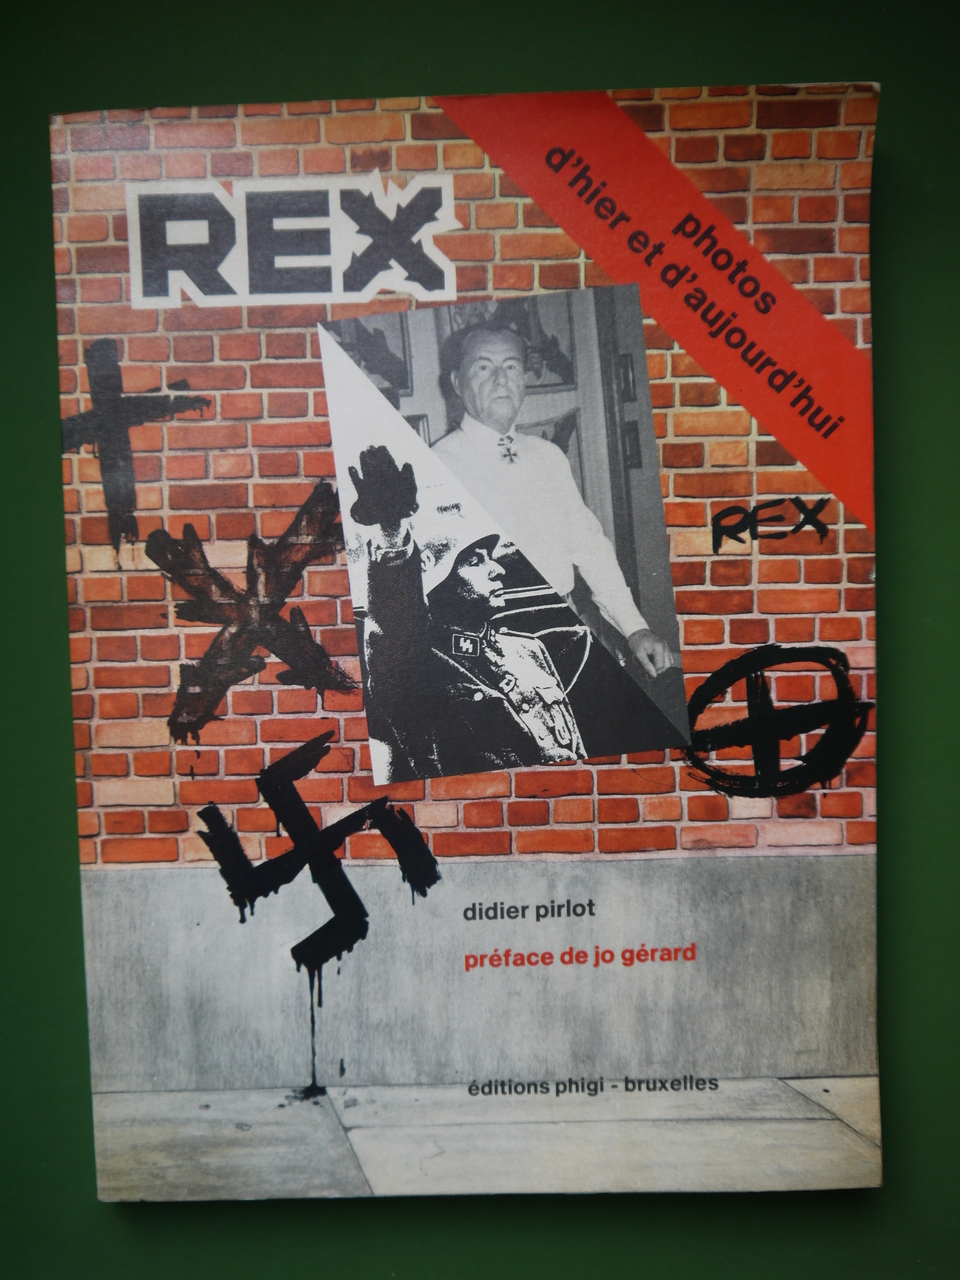 REX
photos
d'hier et d'aujourd'hui
REX
didier pirlot
préface de jo gérard
éditions phigi - bruxelles